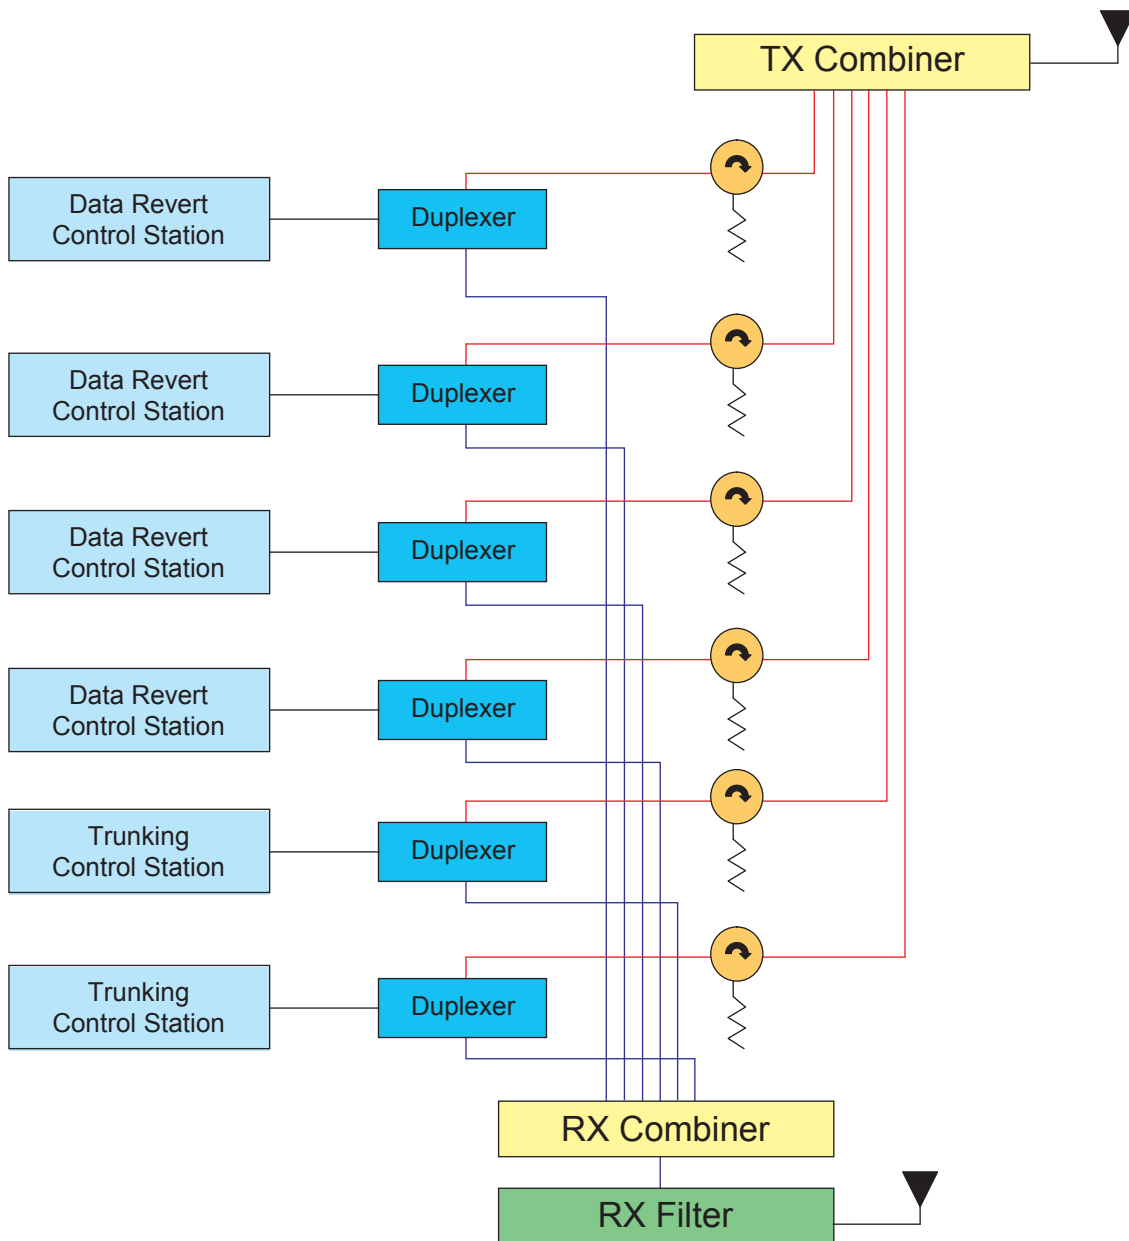 TX Combiner
Data Revert
Control Station
Duplexer
Data Revert
Control Station
Duplexer
Data Revert
Control Station
Duplexer
Data Revert
Control Station
Duplexer
Trunking
Control Station
Duplexer
Trunking
Control Station
Duplexer
RX Combiner
RX Filter